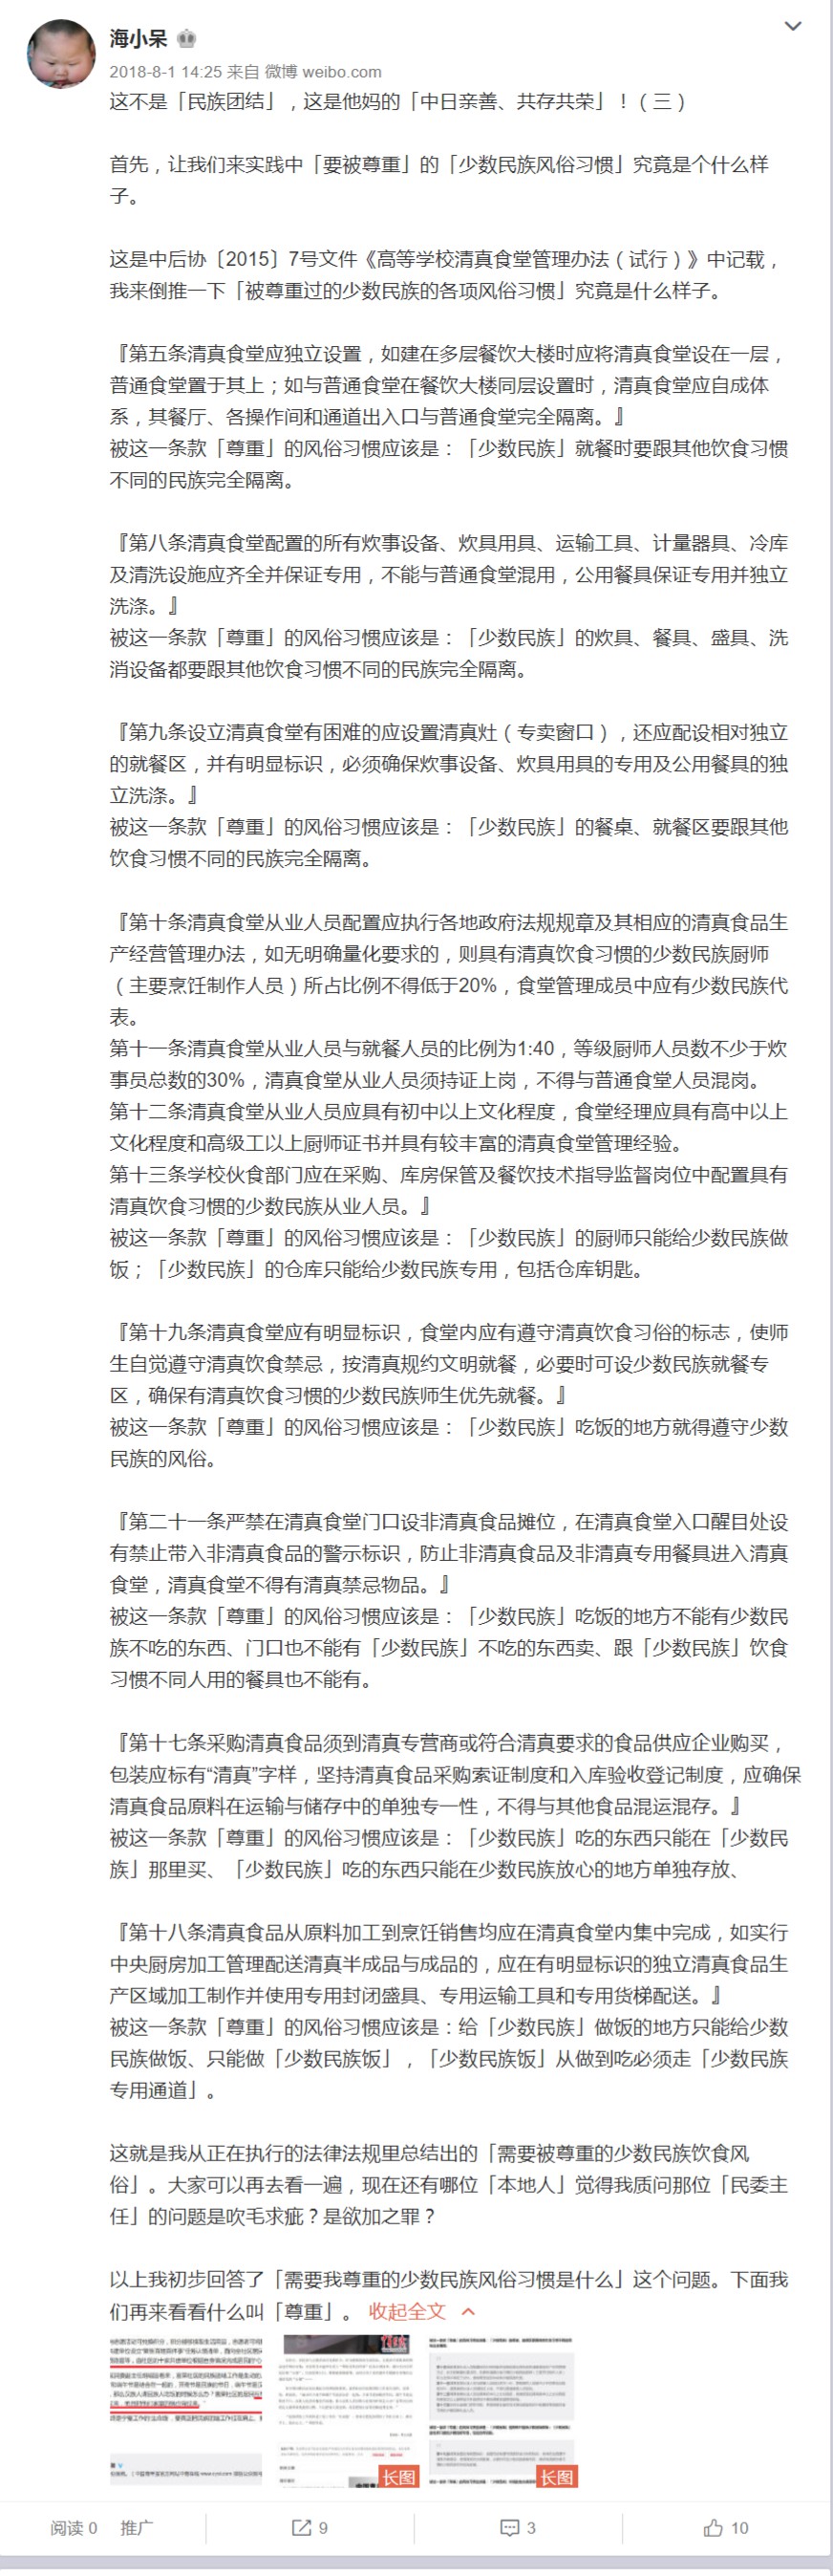 海小呆
2018-8-1 14:25 来自 微博 weibo.com
这不是「民族团结」，这是他妈的「中日亲善、共存共荣」！（三）
首先，让我们来实践中「要被尊重」的「少数民族风俗习惯」究竟是个什么样
子。
这是中后协〔2015〕7号文件《高等学校清真食堂管理办法（试行）》中记载，
我来倒推一下「被尊重过的少数民族的各项风俗习惯」究竟是什么样子。
『第五条清真食堂应独立设置，如建在多层餐饮大楼时应将清真食堂设在一层，
普通食堂置于其上；如与普通食堂在餐饮大楼同层设置时，清真食堂应自成体
系，其餐厅、各操作间和通道出入口与普通食堂完全隔离。』
被这一条款「尊重」的风俗习惯应该是：「少数民族」就餐时要跟其他饮食习惯
不同的民族完全隔离。
『第八条清真食堂配置的所有炊事设备、炊具用具、运输工具、计量器具、冷库
及清洗设施应齐全并保证专用，不能与普通食堂混用，公用餐具保证专用并独立
洗涤。』
被这一条款「尊重」的风俗习惯应该是：「少数民族」的炊具、餐具、盛具、洗
消设备都要跟其他饮食习惯不同的民族完全隔离。
『第九条设立清真食堂有困难的应设置清真灶（专卖窗口），还应配设相对独立
的就餐区，并有明显标识，必须确保炊事设备、炊具用具的专用及公用餐具的独
立洗涤。』
被这一条款「尊重」的风俗习惯应该是：「少数民族」的餐桌、就餐区要跟其他
饮食习惯不同的民族完全隔离。
『第十条清真食堂从业人员配置应执行各地政府法规规章及其相应的清真食品生
产经营管理办法，如无明确量化要求的，则具有清真饮食习惯的少数民族厨师
（主要烹饪制作人员）所占比例不得低于20%，食堂管理成员中应有少数民族代
表。
第十一条清真食堂从业人员与就餐人员的比例为1:40，等级厨师人员数不少于炊
事员总数的30%，清真食堂从业人员须持证上岗，不得与普通食堂人员混岗。
第十二条清真食堂从业人员应具有初中以上文化程度，食堂经理应具有高中以上
文化程度和高级工以上厨师证书并具有较丰富的清真食堂管理经验。
第十三条学校伙食部门应在采购、库房保管及餐饮技术指导监督岗位中配置具有
清真饮食习惯的少数民族从业人员。』
被这一条款「尊重」的风俗习惯应该是：「少数民族」的厨师只能给少数民族做
饭；「少数民族」的仓库只能给少数民族专用，包括仓库钥匙。
『第十九条清真食堂应有明显标识，食堂内应有遵守清真饮食习俗的标志，使师
生自觉遵守清真饮食禁忌，按清真规约文明就餐，必要时可设少数民族就餐专
区，确保有清真饮食习惯的少数民族师生优先就餐。』
被这一条款「尊重」的风俗习惯应该是：「少数民族」吃饭的地方就得遵守少数
民族的风俗。
『第二十一条严禁在清真食堂门口设非清真食品摊位，在清真食堂入口醒目处设
有禁止带入非清真食品的警示标识，防止非清真食品及非清真专用餐具进入清真
食堂，清真食堂不得有清真禁忌物品。』
被这一条款「尊重」的风俗习惯应该是：「少数民族」吃饭的地方不能有少数民
族不吃的东西、门口也不能有「少数民族」不吃的东西卖、跟「少数民族」饮食
习惯不同人用的餐具也不能有。
『第十七条采购清真食品须到清真专营商或符合清真要求的食品供应企业购买，
包装应标有“清真”字样，坚持清真食品采购索证制度和入库验收登记制度，应确保
清真食品原料在运输与储存中的单独专一性，不得与其他食品混运混存。』
被这一条款「尊重」的风俗习惯应该是：「少数民族」吃的东西只能在「少数民
族」那里买、「少数民族」吃的东西只能在少数民族放心的地方单独存放、
『第十八条清真食品从原料加工到烹饪销售均应在清真食堂内集中完成，如实行
中央厨房加工管理配送清真半成品与成品的，应在有明显标识的独立清真食品生
产区域加工制作并使用专用封闭盛具、专用运输工具和专用货梯配送。』
被这一条款「尊重」的风俗习惯应该是：给「少数民族」做饭的地方只能给少数
民族做饭、只能做「少数民族饭」，「少数民族饭」从做到吃必须走「少数民族
专用通道」。
这就是我从正在执行的法律法规里总结出的「需要被尊重的少数民族饮食风
俗」。大家可以再去看一遍，现在还有哪位「本地人」觉得我质问那位「民委主
任」的问题是吹毛求疵？是欲加之罪？
以上我初步回答了「需要我尊重的少数民族风俗习惯是什么」这个问题。下面我
们再来看看什么叫「尊重」。 收起全文
长图
长图
阅读 0 推广 9 3 10